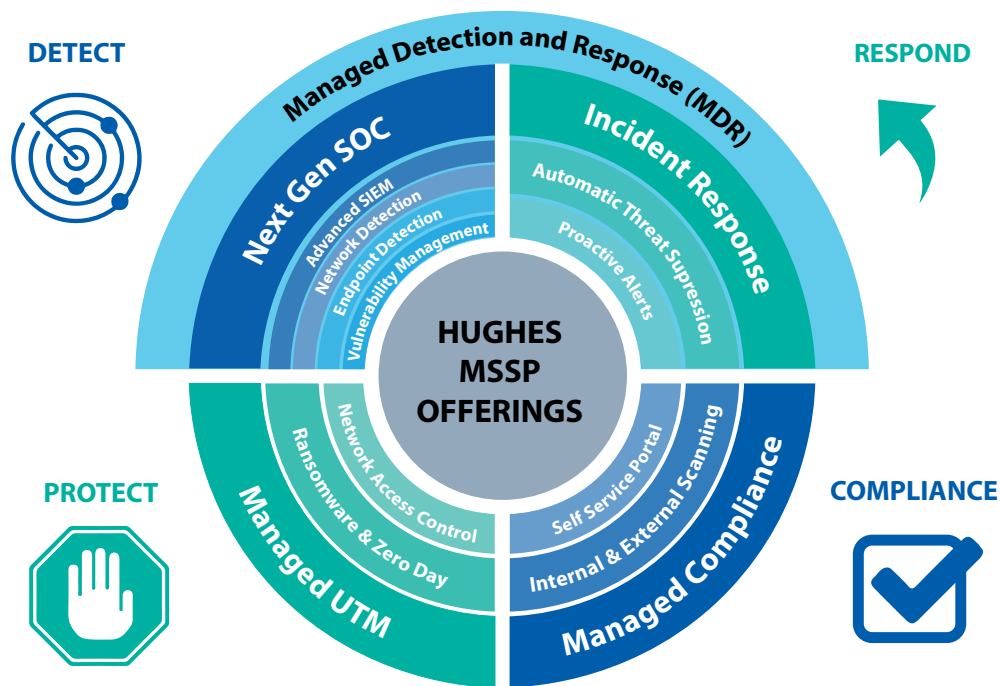 DETECT
Managed Detection and Response (MDR)
RESPOND
Next Gen SOC
Advanced SIEM
Network Detection
Endpoint Detection
Vulnerability Management
Incident Response
Automatic Threat Supression
Proactive Alerts
HUGHES
MSSP
OFFERINGS
PROTECT
Managed UTM
Ransomware & Zero Day
Network Access Control
Self Service Portal
Internal & External Scanning
Managed Compliance
COMPLIANCE